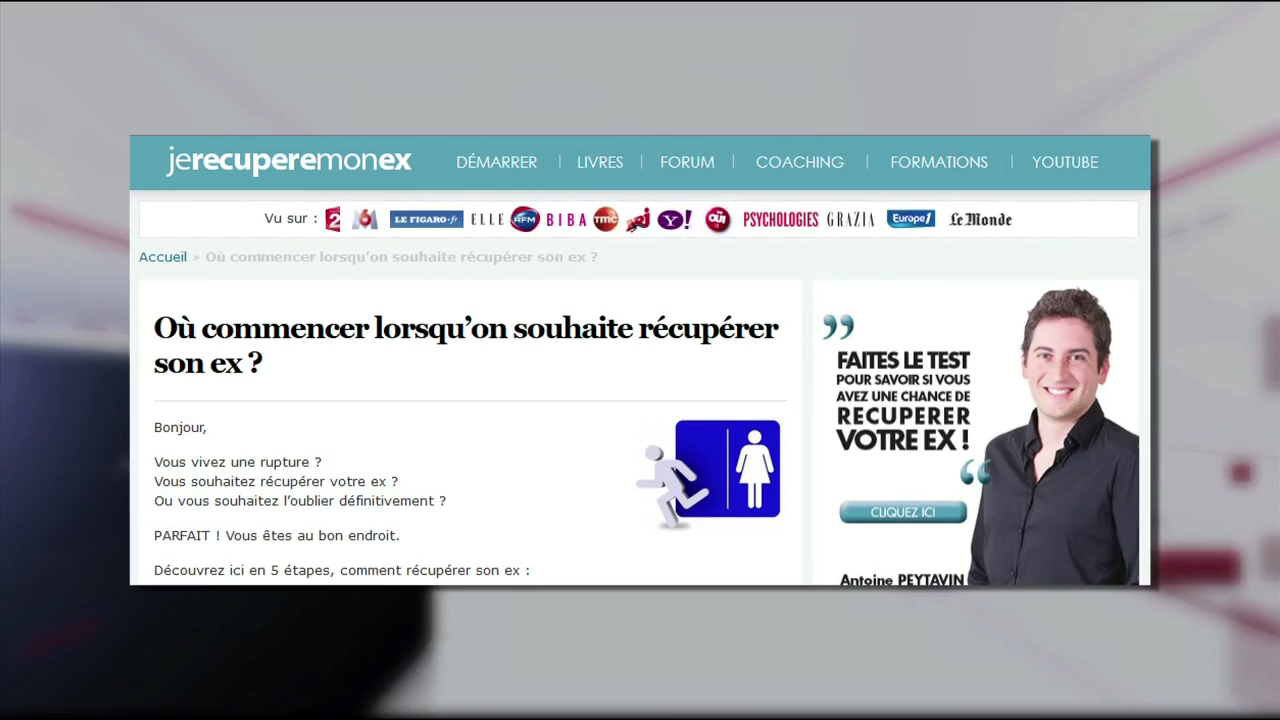 jerecuperemonex
DÉMARRER | LIVRES | FORUM | COACHING | FORMATIONS | YOUTUBE
Vu sur : 2 M6 LE FIGARO·fr ELLE RFM BIBA TMC NRJ Y! OÜI PSYCHOLOGIES GRAZIA Europe1 Le Monde
Accueil » Où commencer lorsqu'on souhaite récupérer son ex ?
Où commencer lorsqu'on souhaite récupérer
son ex ?
Bonjour,
Vous vivez une rupture ?
Vous souhaitez récupérer votre ex ?
Ou vous souhaitez l'oublier définitivement ?
PARFAIT ! Vous êtes au bon endroit.
Découvrez ici en 5 étapes, comment récupérer son ex :
FAITES LE TEST
POUR SAVOIR SI VOUS
AVEZ UNE CHANCE DE
RECUPERER
VOTRE EX !
CLIQUEZ ICI
Antoine PEYTAVIN